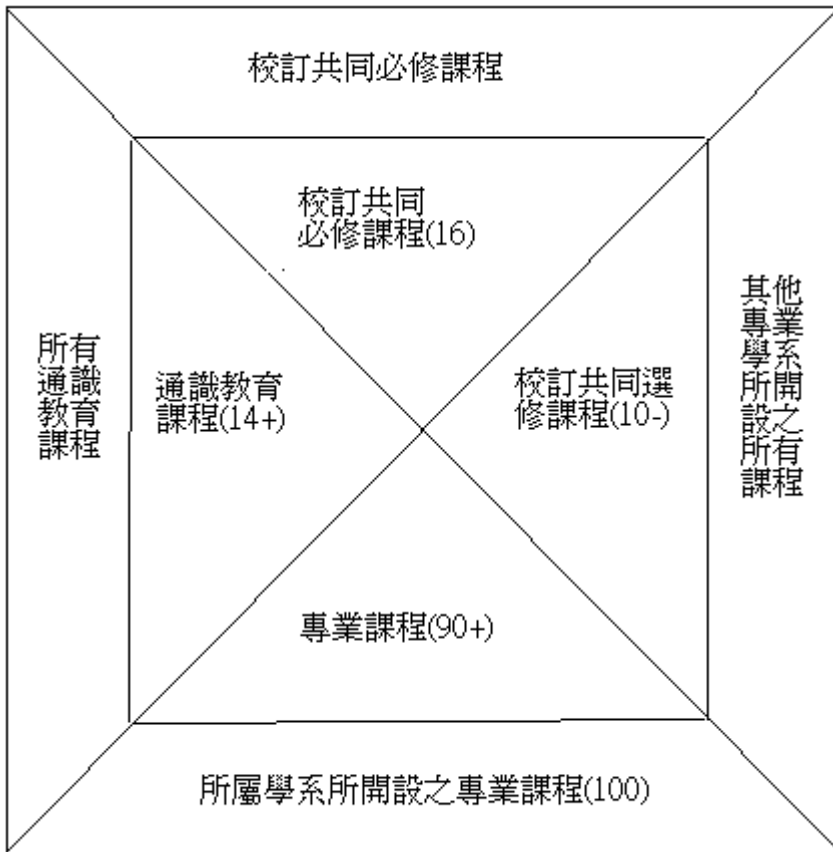 校訂共同必修課程
校訂共同
必修課程(16)
所有
通識
教育
課程
通識教育
課程(14+)
校訂共同選
修課程(10-)
其他
專業
學系
所開
設之
所有
課程
專業課程(90+)
所屬學系所開設之專業課程(100)